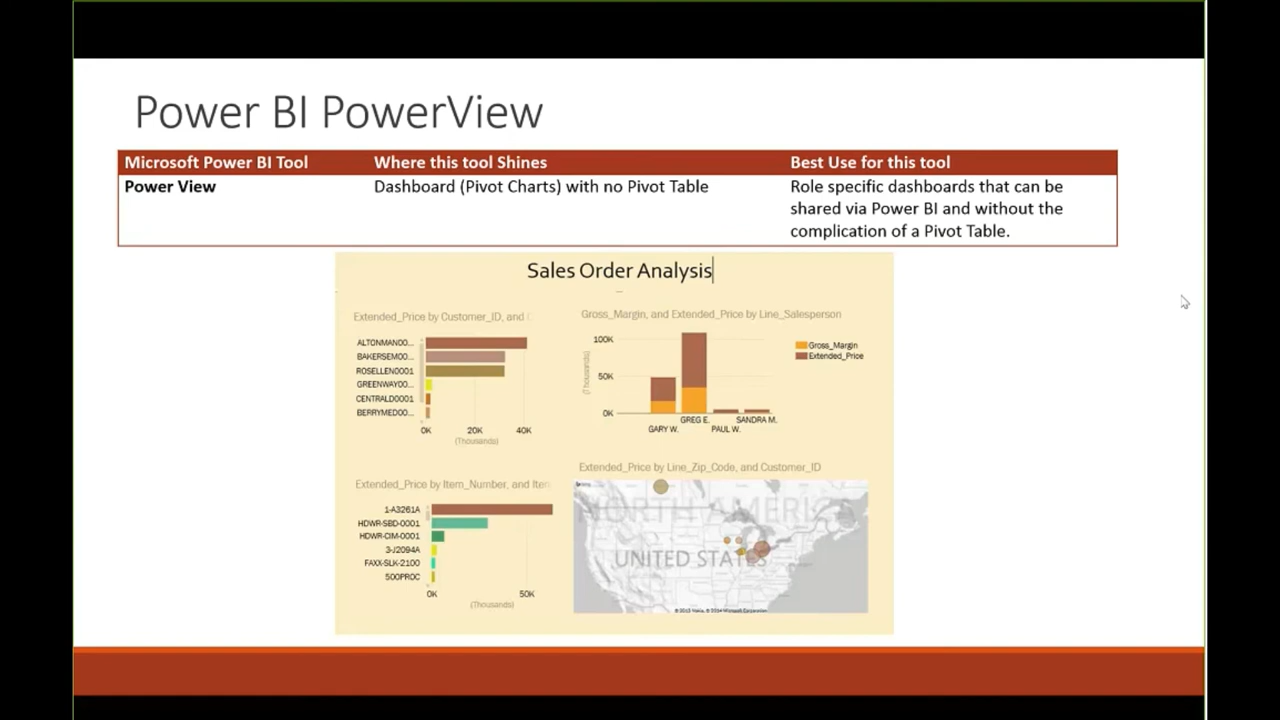 Power BI PowerView
Microsoft Power BI Tool
Where this tool Shines
Best Use for this tool
Power View
Dashboard (Pivot Charts) with no Pivot Table
Role specific dashboards that can be
shared via Power BI and without the
complication of a Pivot Table.
Sales Order Analysis
Extended_Price by Customer_ID, and
ALTONMAN00...
BAKERSEM00...
ROSELLEN0001
GREENWAY00...
CENTRALD0001
BERRYMED00...
0K 20K 40K
(Thousands)
Gross_Margin, and Extended_Price by Line_Salesperson
(Thousands)
100K
50K
0K
GARY W. GREG E. PAUL W. SANDRA M.
Gross_Margin
Extended_Price
Extended_Price by Item_Number, and Item
1-A3261A
HDWR-SBD-0001
HDWR-CIM-0001
3-J2094A
FAXX-SLK-2100
500PROC
0K 50K
(Thousands)
Extended_Price by Line_Zip_Code, and Customer_ID
NORTH AMERICA
UNITED STATES